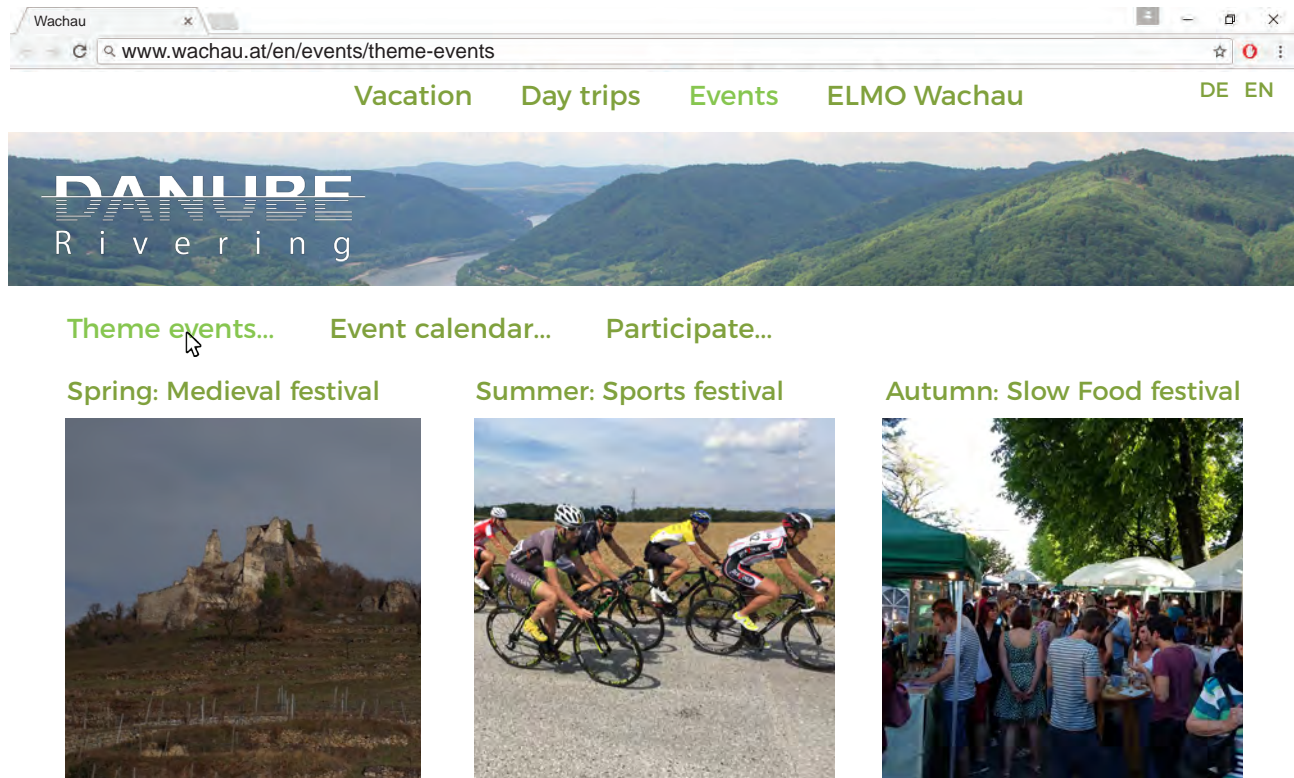 Wachau
www.wachau.at/en/events/theme-events
Vacation Day trips Events ELMO Wachau DE EN
DANUBE
Rivering
Theme events... Event calendar... Participate...
Spring: Medieval festival Summer: Sports festival Autumn: Slow Food festival